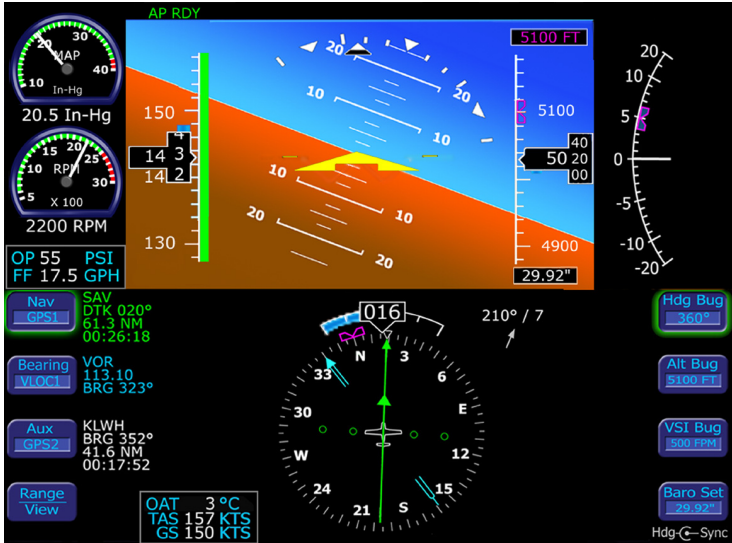 AP RDY
MAP
In-Hg
10
20
30
40
20.5 In-Hg
RPM
X 100
5
10
15
20
25
30
2200 RPM
OP 55 PSI
FF 17.5 GPH
150
14
4
3
2
14
130
20
20
10
10
10
10
20
20
5100 FT
5100
50
40
20
00
4900
29.92"
20
10
5
0
-5
-10
-20
Nav
GPS1
SAV
DTK 020°
61.3 NM
00:26:18
Bearing
VLOC1
VOR
113.10
BRG 323°
Aux
GPS2
KLWH
BRG 352°
41.6 NM
00:17:52
Range
View
OAT 3 °C
TAS 157 KTS
GS 150 KTS
016
210° / 7
N
3
6
E
12
15
S
21
24
W
30
33
Hdg Bug
360°
Alt Bug
5100 FT
VSI Bug
500 FPM
Baro Set
29.92"
Hdg Sync